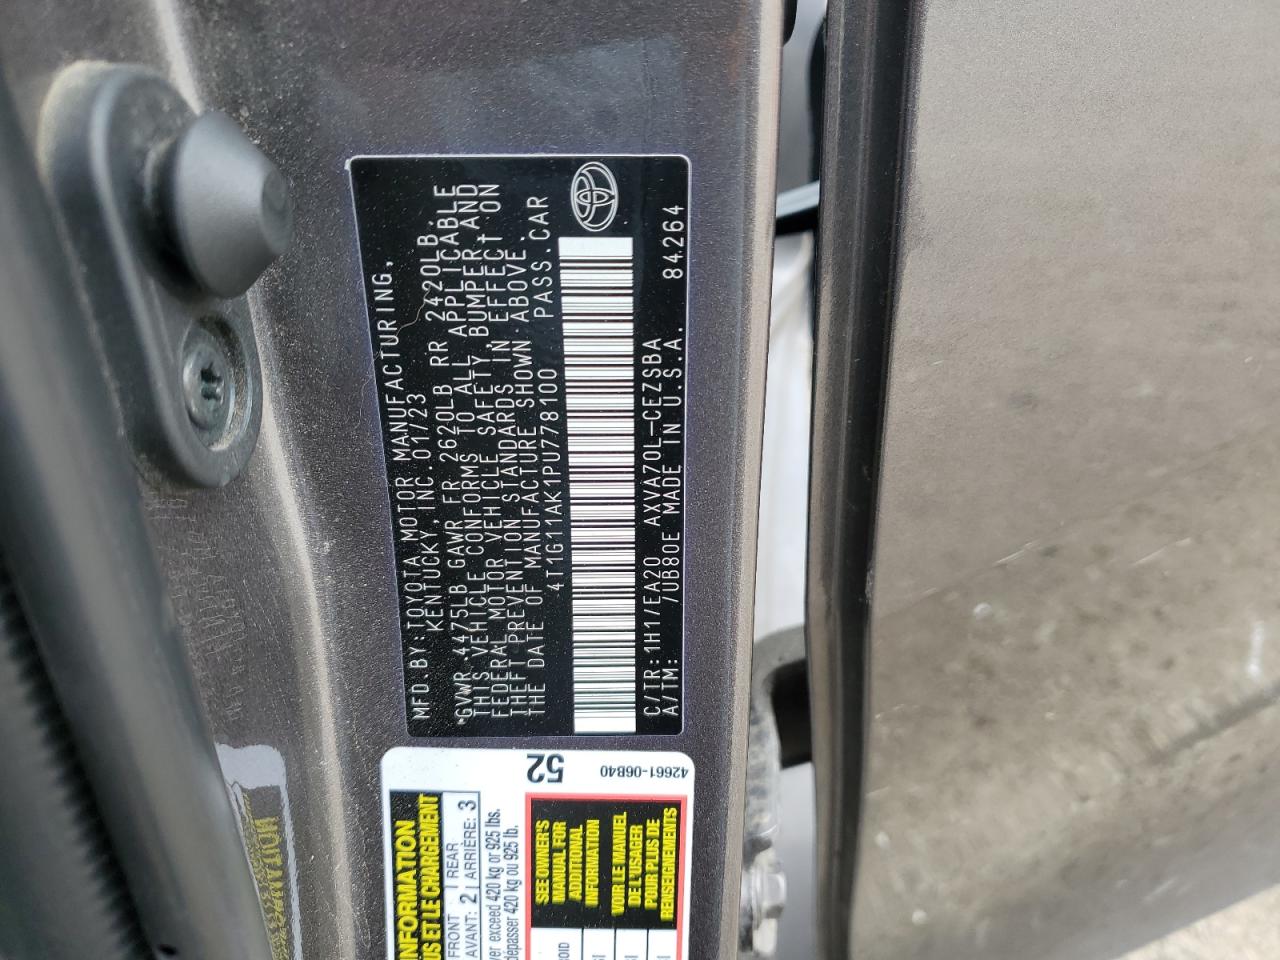 MFD. BY: TOYOTA MOTOR MANUFACTURING,
KENTUCKY, INC. 01/23
GVWR 4475LB GAWR FR 2620LB RR 2420LB
THIS VEHICLE CONFORMS TO ALL APPLICABLE
FEDERAL MOTOR VEHICLE SAFETY, BUMPER, AND
THEFT PREVENTION STANDARDS IN EFFECT ON
THE DATE OF MANUFACTURE SHOWN ABOVE.
4T1G11AK1PU778100 PASS. CAR
C/TR: 1H1/EA20 AXVA70L-CEZSBA
A/TM: /UB80E MADE IN U.S.A. 84264
52
42661-06B40
INFORMATION
US ET LE CHARGEMENT
FRONT REAR
AVANT: 2 ARRIÈRE: 3
ver exceed 420 kg or 925 lbs.
dépasser 420 kg ou 925 lb.
SEE OWNER'S
MANUAL FOR
ADDITIONAL
INFORMATION
VOIR LE MANUEL
DE L'USAGER
POUR PLUS DE
RENSEIGNEMENTS